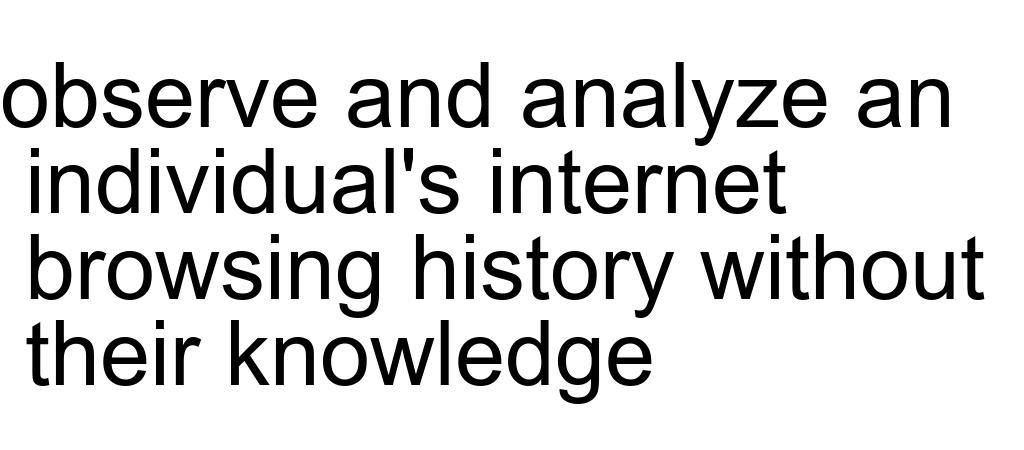 observe and analyze an
individual's internet
browsing history without
their knowledge